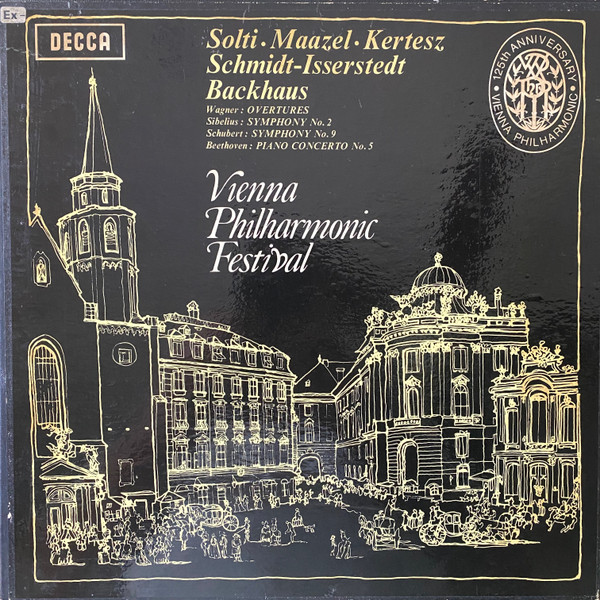 Ex-
DECCA
Solti · Maazel · Kertesz
Schmidt-Isserstedt
Backhaus
Wagner : OVERTURES
Sibelius : SYMPHONY No. 2
Schubert : SYMPHONY No. 9
Beethoven : PIANO CONCERTO No. 5
125th ANNIVERSARY
· VIENNA PHILHARMONIC ·
Vienna
Philharmonic
Festival